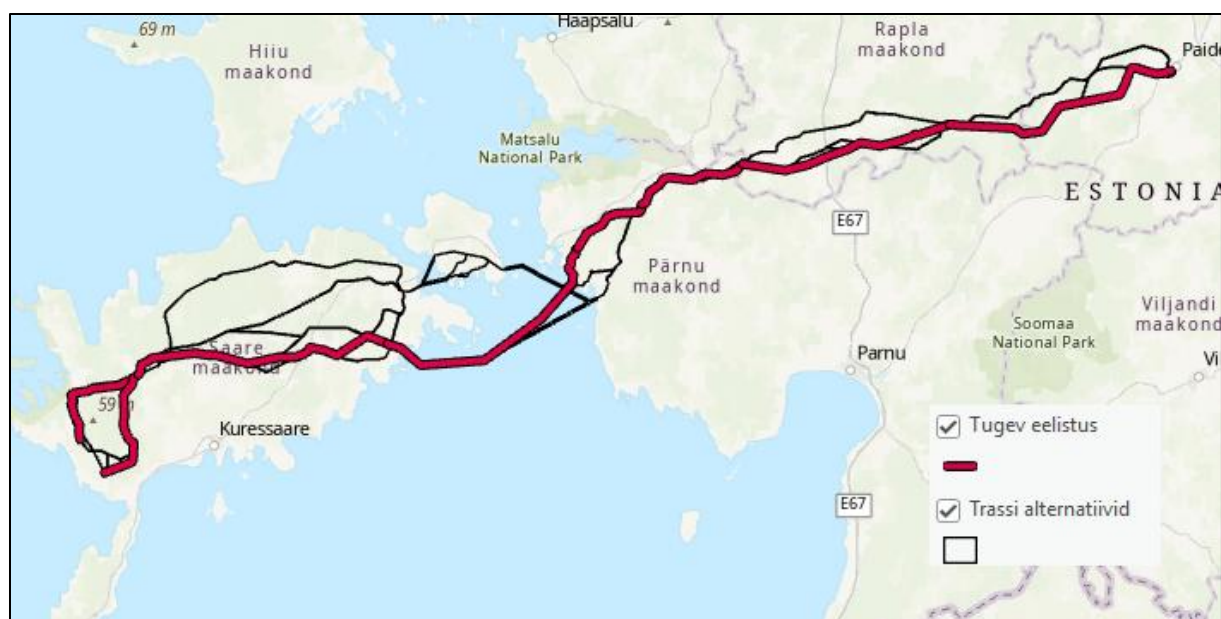 69 m
Haapsalu
Hiiu
maakond
Rapla
maakond
Matsalu
National Park
ESTONIA
E67
Pärnu
maakond
Viljandi
maakond
Soomaa
National Park
Saare
maakond
Parnu
59 m
Kuressaare
Tugev eelistus
E67
Trassi alternatiivid